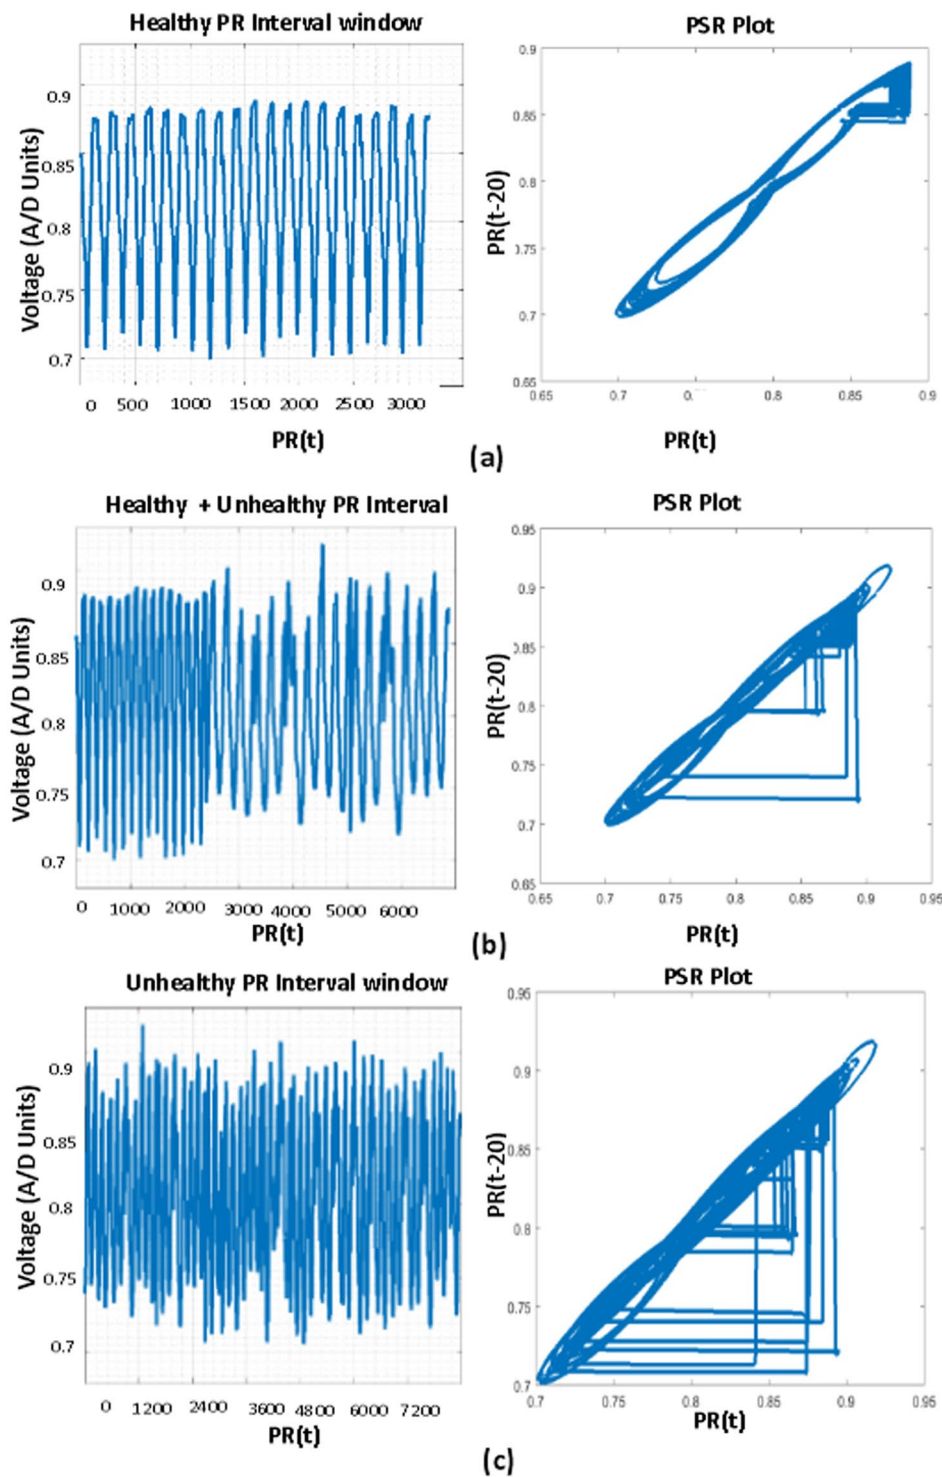 Healthy PR Interval window
PSR Plot
Voltage (A/D Units)
0.9
0.85
0.8
0.75
0.7
0 500 1000 1500 2000 2500 3000
PR(t)
PR(t-20)
0.9
0.85
0.8
0.75
0.7
0.65
0.65 0.7 0.8 0.85 0.9
PR(t)
(a)
Healthy + Unhealthy PR Interval
PSR Plot
Voltage (A/D Units)
0.9
0.85
0.8
0.75
0.7
0 1000 2000 3000 4000 5000 6000
PR(t)
PR(t-20)
0.95
0.9
0.85
0.8
0.75
0.7
0.65
0.65 0.7 0.75 0.8 0.85 0.9 0.95
PR(t)
(b)
Unhealthy PR Interval window
PSR Plot
Voltage (A/D Units)
0.9
0.85
0.8
0.75
0.7
0 1200 2400 3600 4800 6000 7200
PR(t)
PR(t-20)
0.95
0.9
0.85
0.8
0.75
0.7
0.7 0.75 0.8 0.85 0.9 0.95
PR(t)
(c)